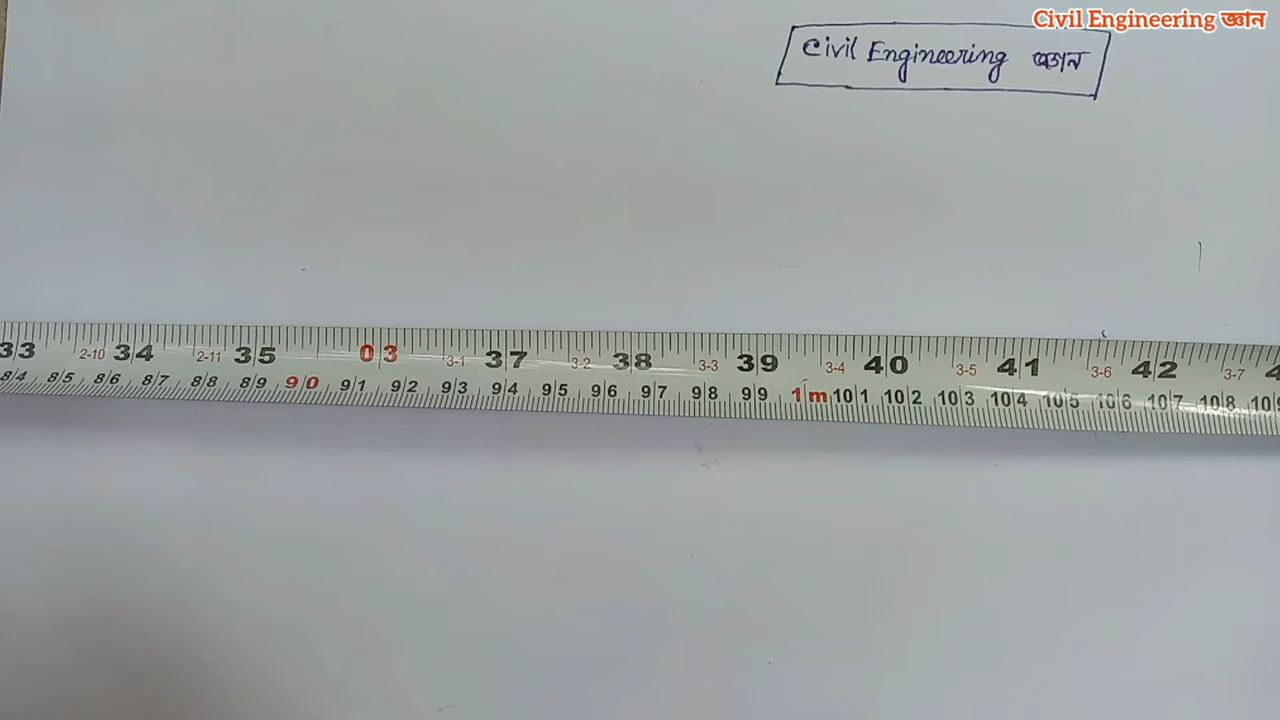 Civil Engineering জ্ঞান
Civil Engineering জ্ঞান
33 2-10 34 2-11 35 03 3-1 37 3-2 38 3-3 39 3-4 40 3-5 41 3-6 42 3-7
84 85 86 87 88 89 90 91 92 93 94 95 96 97 98 99 1m 101 102 103 104 105 106 107 108